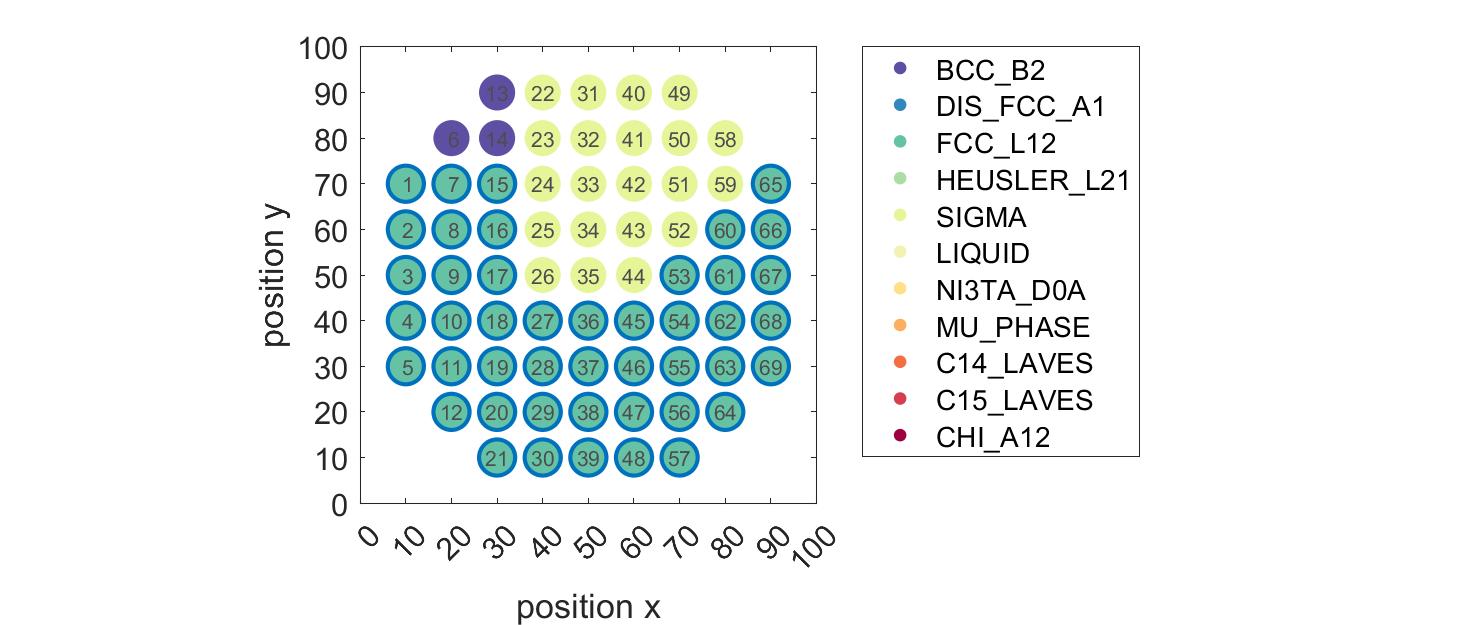 100
90
80
70
60
50
40
30
20
10
0
position y
13 22 31 40 49
6 14 23 32 41 50 58
1 7 15 24 33 42 51 59 65
2 8 16 25 34 43 52 60 66
3 9 17 26 35 44 53 61 67
4 10 18 27 36 45 54 62 68
5 11 19 28 37 46 55 63 69
12 20 29 38 47 56 64
21 30 39 48 57
0 10 20 30 40 50 60 70 80 90 100
position x
BCC_B2
DIS_FCC_A1
FCC_L12
HEUSLER_L21
SIGMA
LIQUID
NI3TA_D0A
MU_PHASE
C14_LAVES
C15_LAVES
CHI_A12